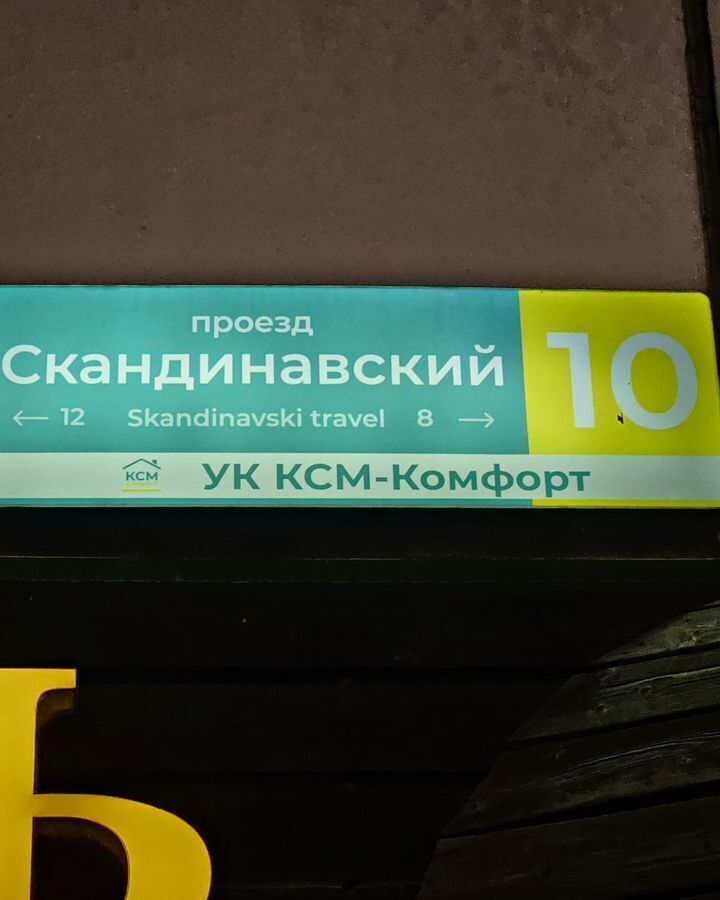 проезд
Скандинавский
10
← 12 Skandinavski travel 8 →
КСМ
УК КСМ-Комфорт
Ь